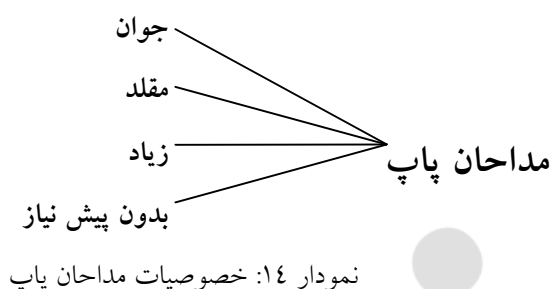 جوان
مقلد
زیاد
مداحان پاپ
بدون پیش نیاز
نمودار ١٤: خصوصیات مداحان پاپ